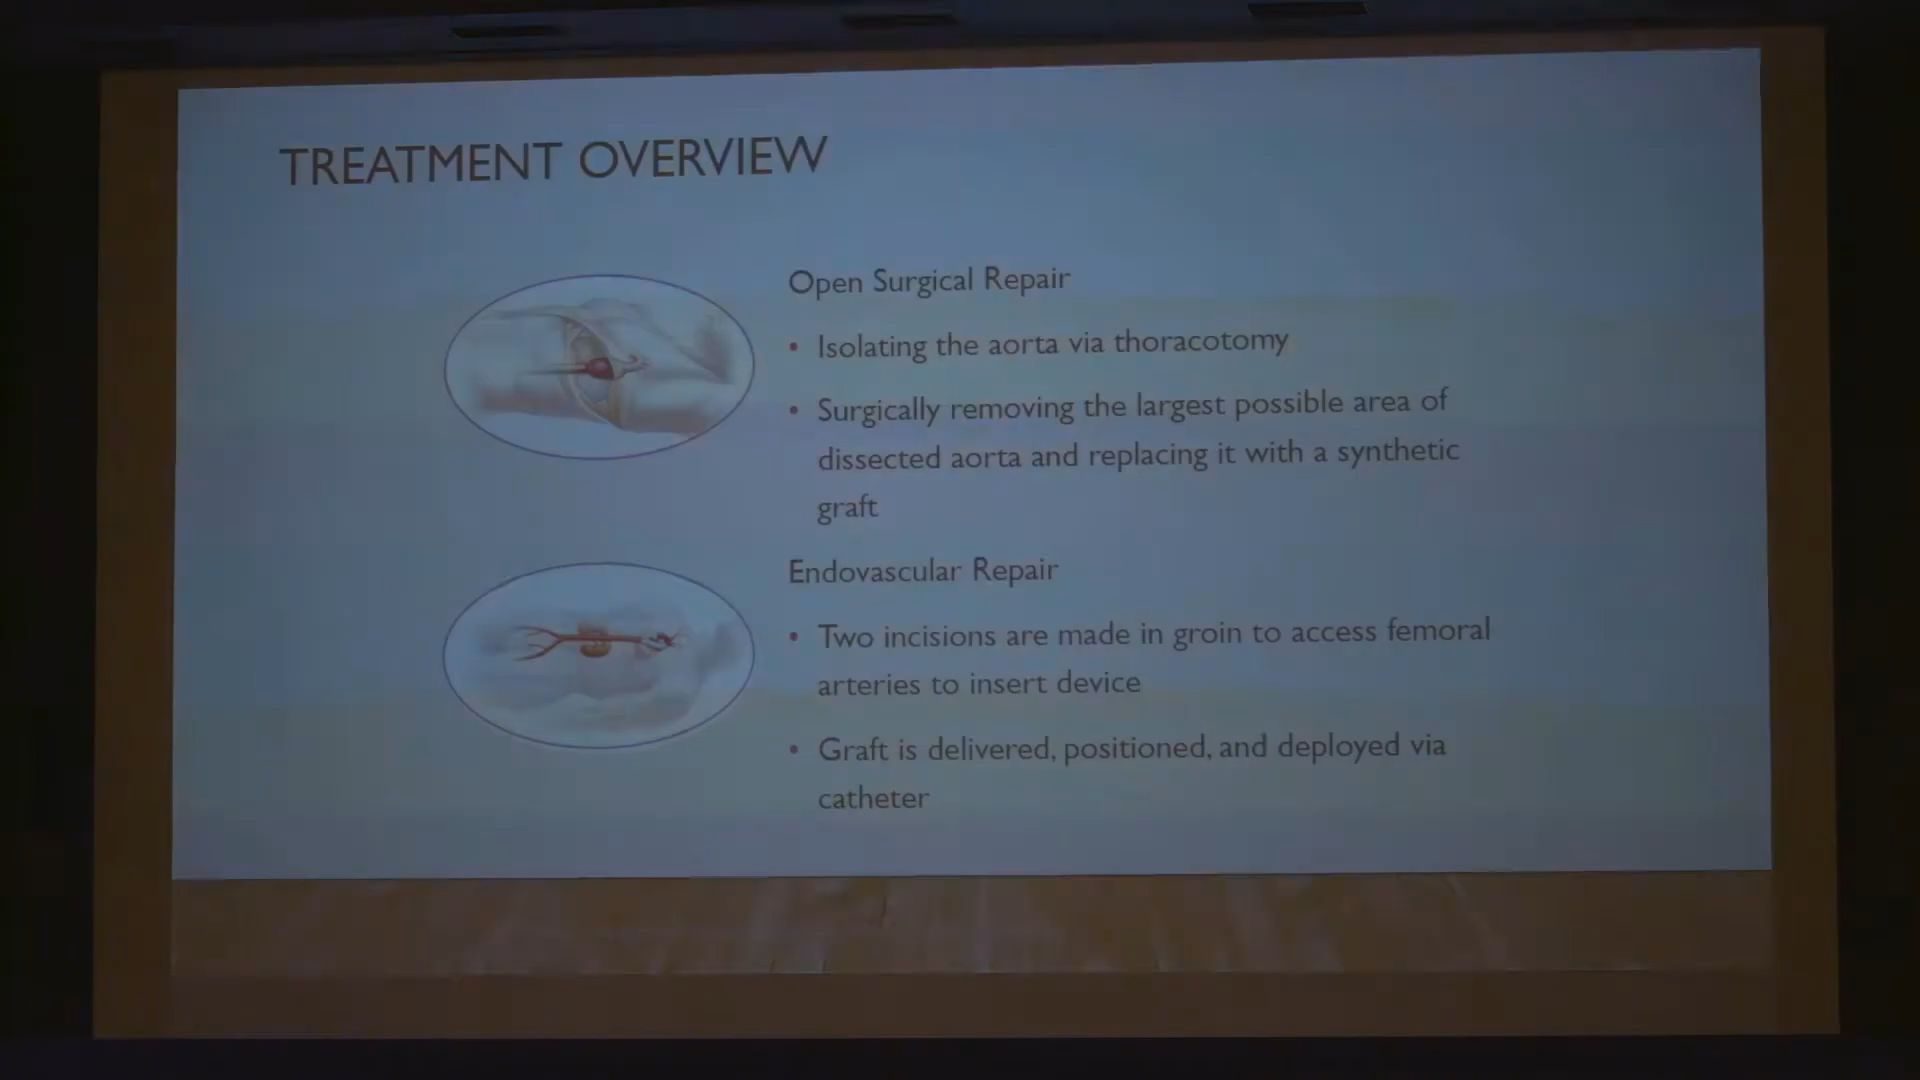 TREATMENT OVERVIEW
Open Surgical Repair
• Isolating the aorta via thoracotomy
• Surgically removing the largest possible area of
dissected aorta and replacing it with a synthetic
graft
Endovascular Repair
• Two incisions are made in groin to access femoral
arteries to insert device
• Graft is delivered, positioned, and deployed via
catheter